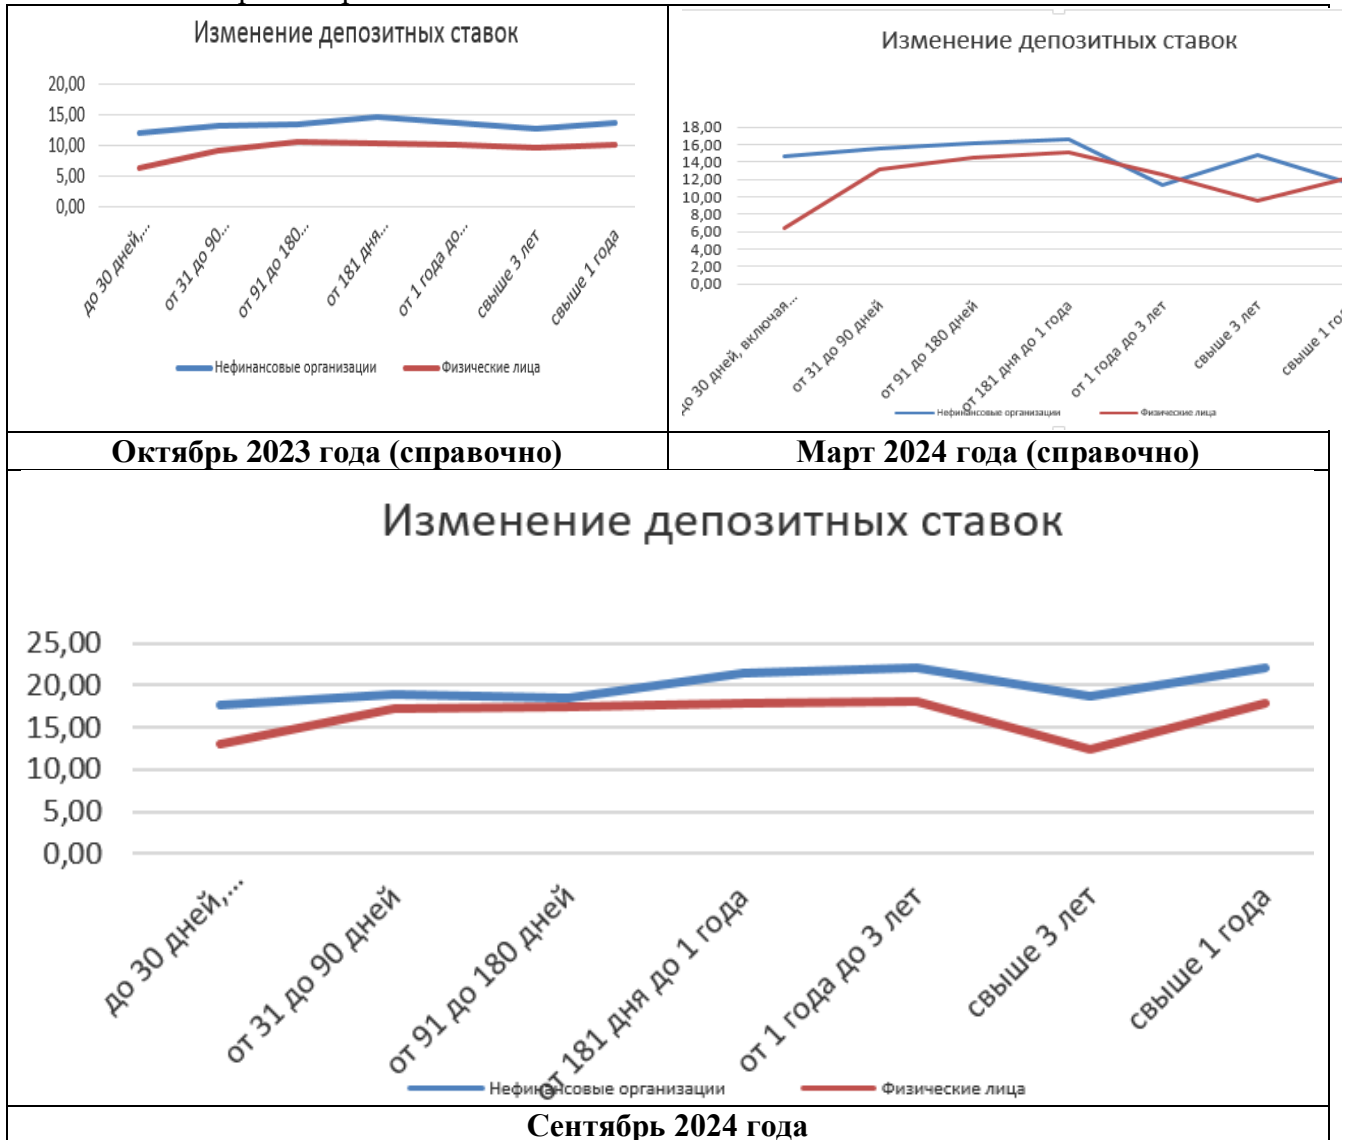 Изменение депозитных ставок
20,00
15,00
10,00
5,00
0,00
до 30 дней,...
от 31 до 90...
от 91 до 180...
от 181 дня...
от 1 года до...
свыше 3 лет
свыше 1 года
Нефинансовые организации
Физические лица
Изменение депозитных ставок
18,00
16,00
14,00
12,00
10,00
8,00
6,00
4,00
2,00
0,00
до 30 дней, включая...
от 31 до 90 дней
от 91 до 180 дней
от 181 дня до 1 года
от 1 года до 3 лет
свыше 3 лет
свыше 1 го
Нефинансовые организации
Физические лица
Октябрь 2023 года (справочно)
Март 2024 года (справочно)
Изменение депозитных ставок
25,00
20,00
15,00
10,00
5,00
0,00
до 30 дней,...
от 31 до 90 дней
от 91 до 180 дней
от 181 дня до 1 года
от 1 года до 3 лет
свыше 3 лет
свыше 1 года
Нефинансовые организации
Физические лица
Сентябрь 2024 года